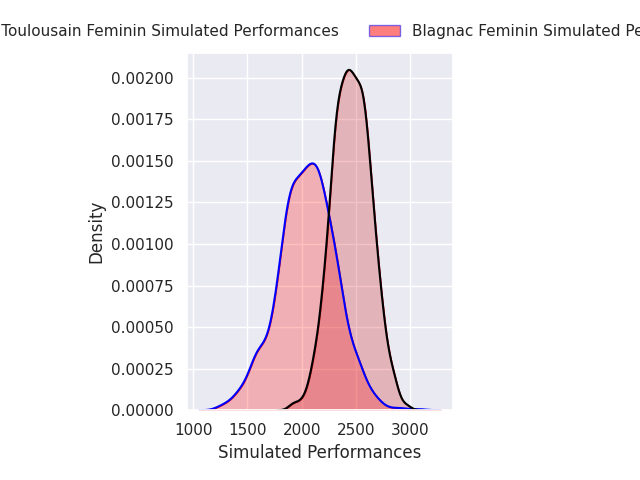 Toulousain Feminin Simulated Performances
Blagnac Feminin Simulated Pe
0.00200
0.00175
0.00150
0.00125
0.00100
0.00075
0.00050
0.00025
0.00000
Density
1000 1500 2000 2500 3000
Simulated Performances